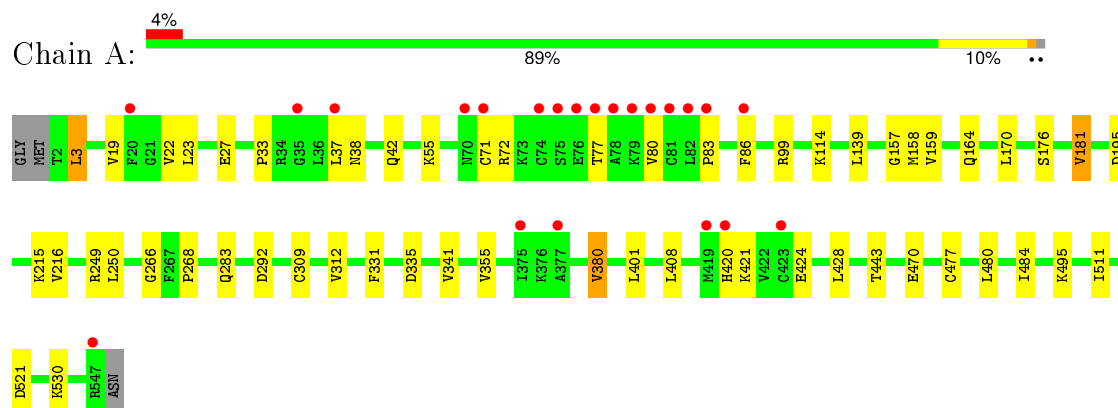 4%
Chain A:
89% 10% ••
GLY MET T2 L3 V19 F20 G21 V22 L23 E27 P33 R34 G35 L36 L37 N38 Q42 K55 N70 C71 R72 K73 C74 S75 E76 T77 A78 K79 V80 C81 L82 P83 F86 R99 K114 L139 G157 M158 V159 Q164 L170 S176 V181 D195
K215 V216 R249 L250 G266 F267 P268 Q283 D292 C309 V312 F331 D335 V341 V355 I375 K376 A377 V380 L401 L408 M419 H420 K421 V422 C423 E424 L428 T443 E470 C477 L480 I484 K495 I511
D521 K530 R547 ASN